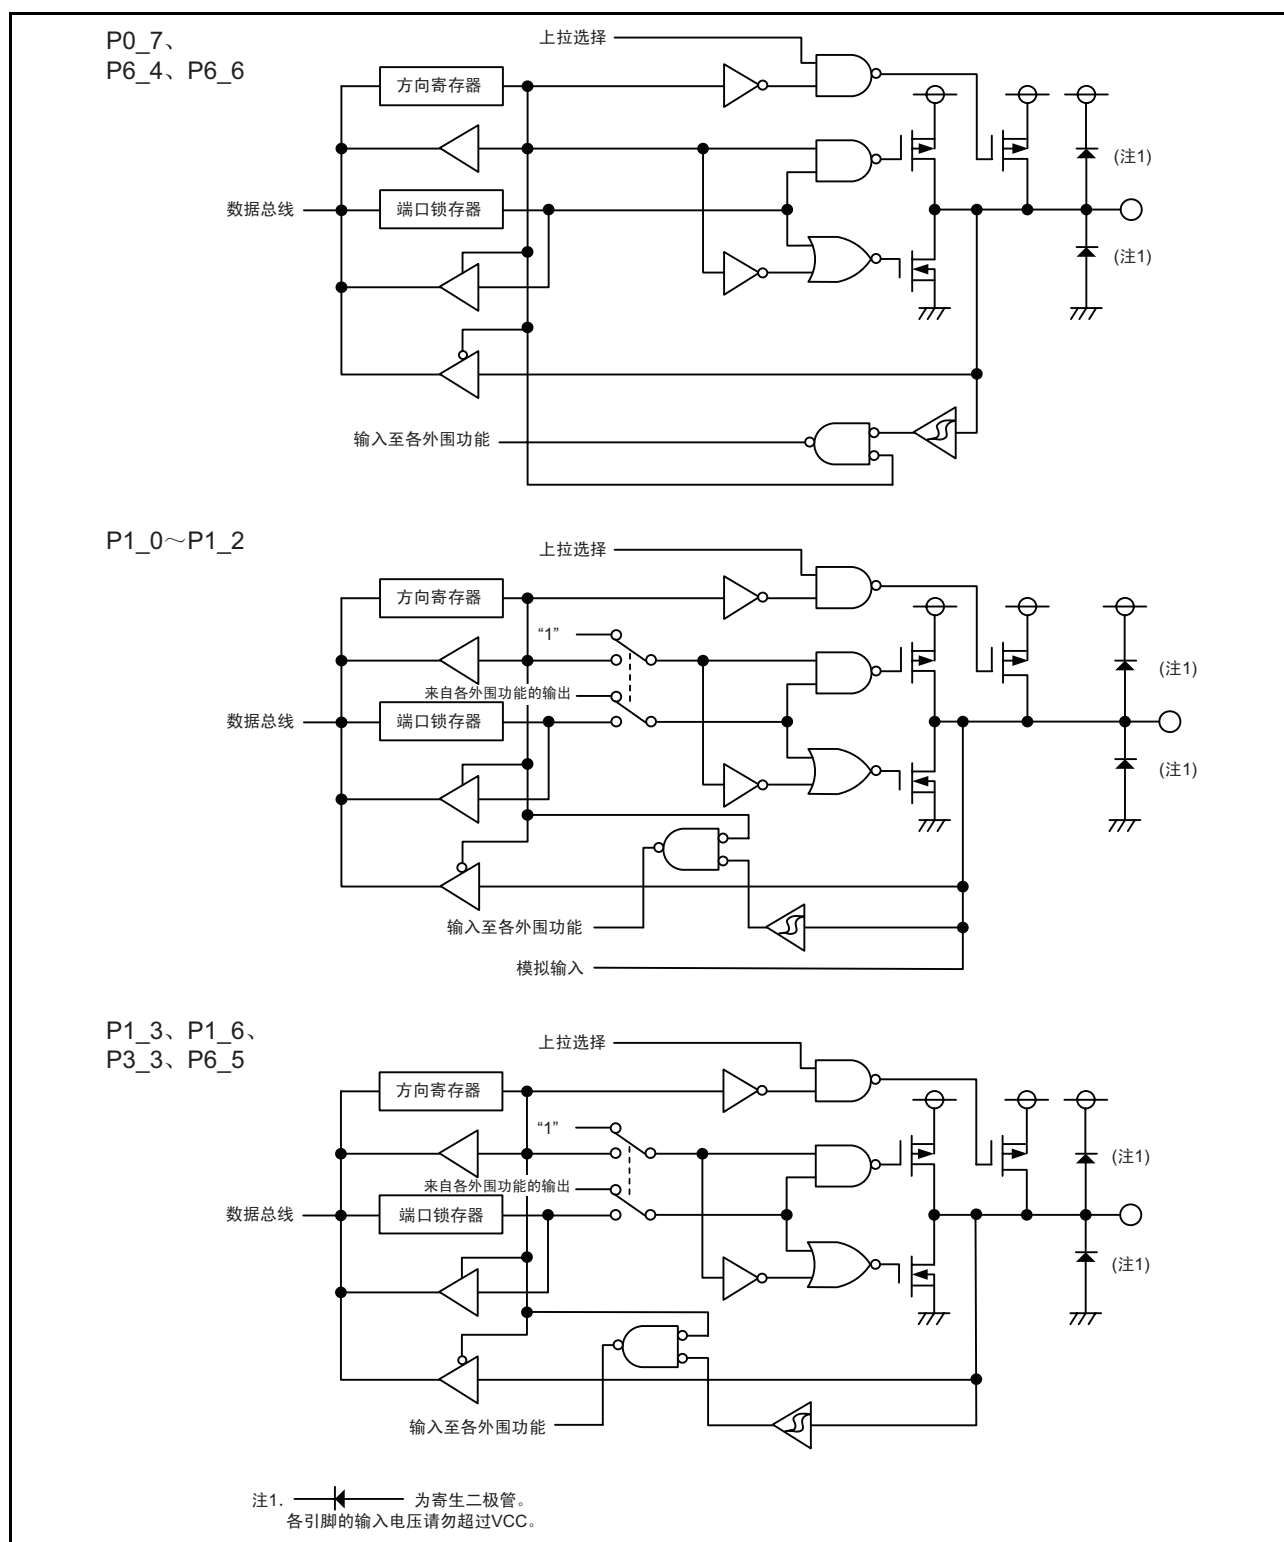 P0_7、
P6_4、P6_6
上拉选择
方向寄存器
(注1)
数据总线
端口锁存器
(注1)
输入至各外围功能
P1_0～P1_2
上拉选择
方向寄存器
“1”
(注1)
来自各外围功能的输出
数据总线
端口锁存器
(注1)
输入至各外围功能
模拟输入
P1_3、P1_6、
P3_3、P6_5
上拉选择
方向寄存器
“1”
(注1)
来自各外围功能的输出
数据总线
端口锁存器
(注1)
输入至各外围功能
注1. 为寄生二极管。
各引脚的输入电压请勿超过VCC。